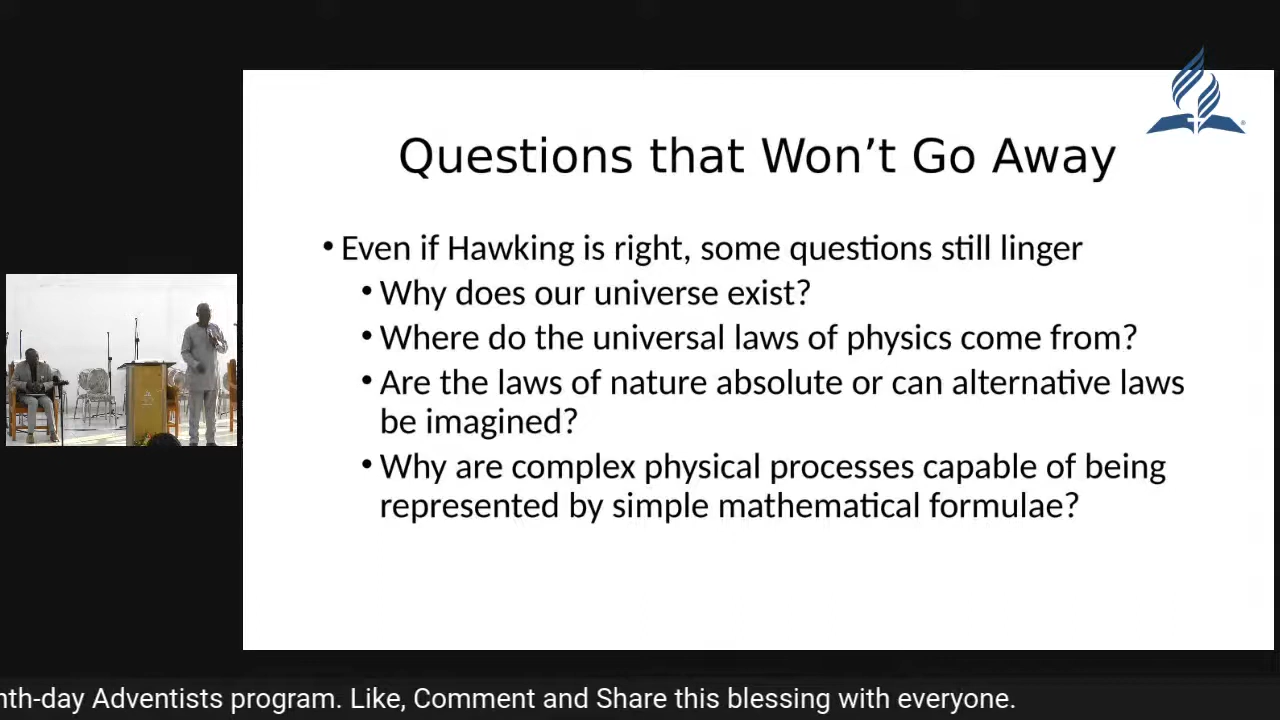 Questions that Won’t Go Away
• Even if Hawking is right, some questions still linger
• Why does our universe exist?
• Where do the universal laws of physics come from?
• Are the laws of nature absolute or can alternative laws
be imagined?
• Why are complex physical processes capable of being
represented by simple mathematical formulae?
nth-day Adventists program. Like, Comment and Share this blessing with everyone.